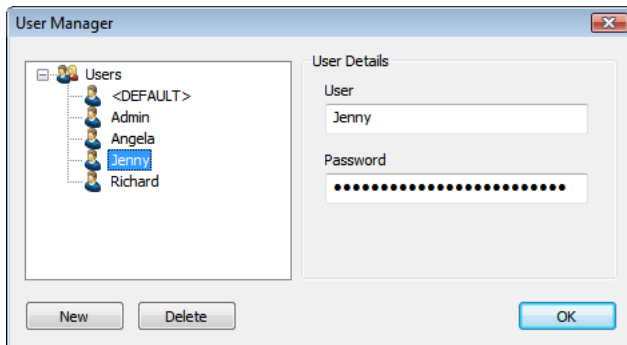 User Manager
Users
<DEFAULT>
Admin
Angela
Jenny
Richard
User Details
User
Jenny
Password
●●●●●●●●●●●●●●●●●●●●●●●●●
New
Delete
OK